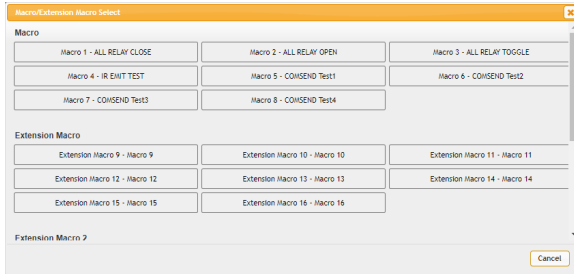 Macro/Extension Macro Select
Macro
Macro 1 - ALL RELAY CLOSE
Macro 2 - ALL RELAY OPEN
Macro 3 - ALL RELAY TOGGLE
Macro 4 - IR EMIT TEST
Macro 5 - COMSEND Test1
Macro 6 - COMSEND Test2
Macro 7 - COMSEND Test3
Macro 8 - COMSEND Test4
Extension Macro
Extension Macro 9 - Macro 9
Extension Macro 10 - Macro 10
Extension Macro 11 - Macro 11
Extension Macro 12 - Macro 12
Extension Macro 13 - Macro 13
Extension Macro 14 - Macro 14
Extension Macro 15 - Macro 15
Extension Macro 16 - Macro 16
Extension Macro 2
Cancel